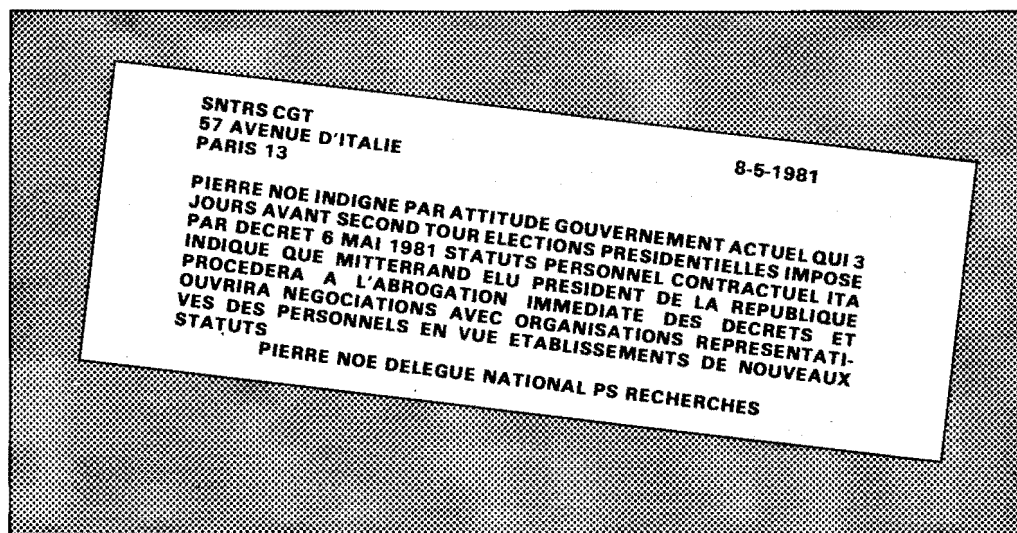 SNTRS CGT
57 AVENUE D'ITALIE
PARIS 13
8-5-1981
PIERRE NOE INDIGNE PAR ATTITUDE GOUVERNEMENT ACTUEL QUI 3
JOURS AVANT SECOND TOUR ELECTIONS PRESIDENTIELLES IMPOSE
PAR DECRET 6 MAI 1981 STATUTS PERSONNEL CONTRACTUEL ITA
INDIQUE QUE MITTERRAND ELU PRESIDENT DE LA REPUBLIQUE
PROCEDERA A L'ABROGATION IMMEDIATE DES DECRETS ET
OUVRIRA NEGOCIATIONS AVEC ORGANISATIONS REPRESENTATI-
VES DES PERSONNELS EN VUE ETABLISSEMENTS DE NOUVEAUX
STATUTS
PIERRE NOE DELEGUE NATIONAL PS RECHERCHES